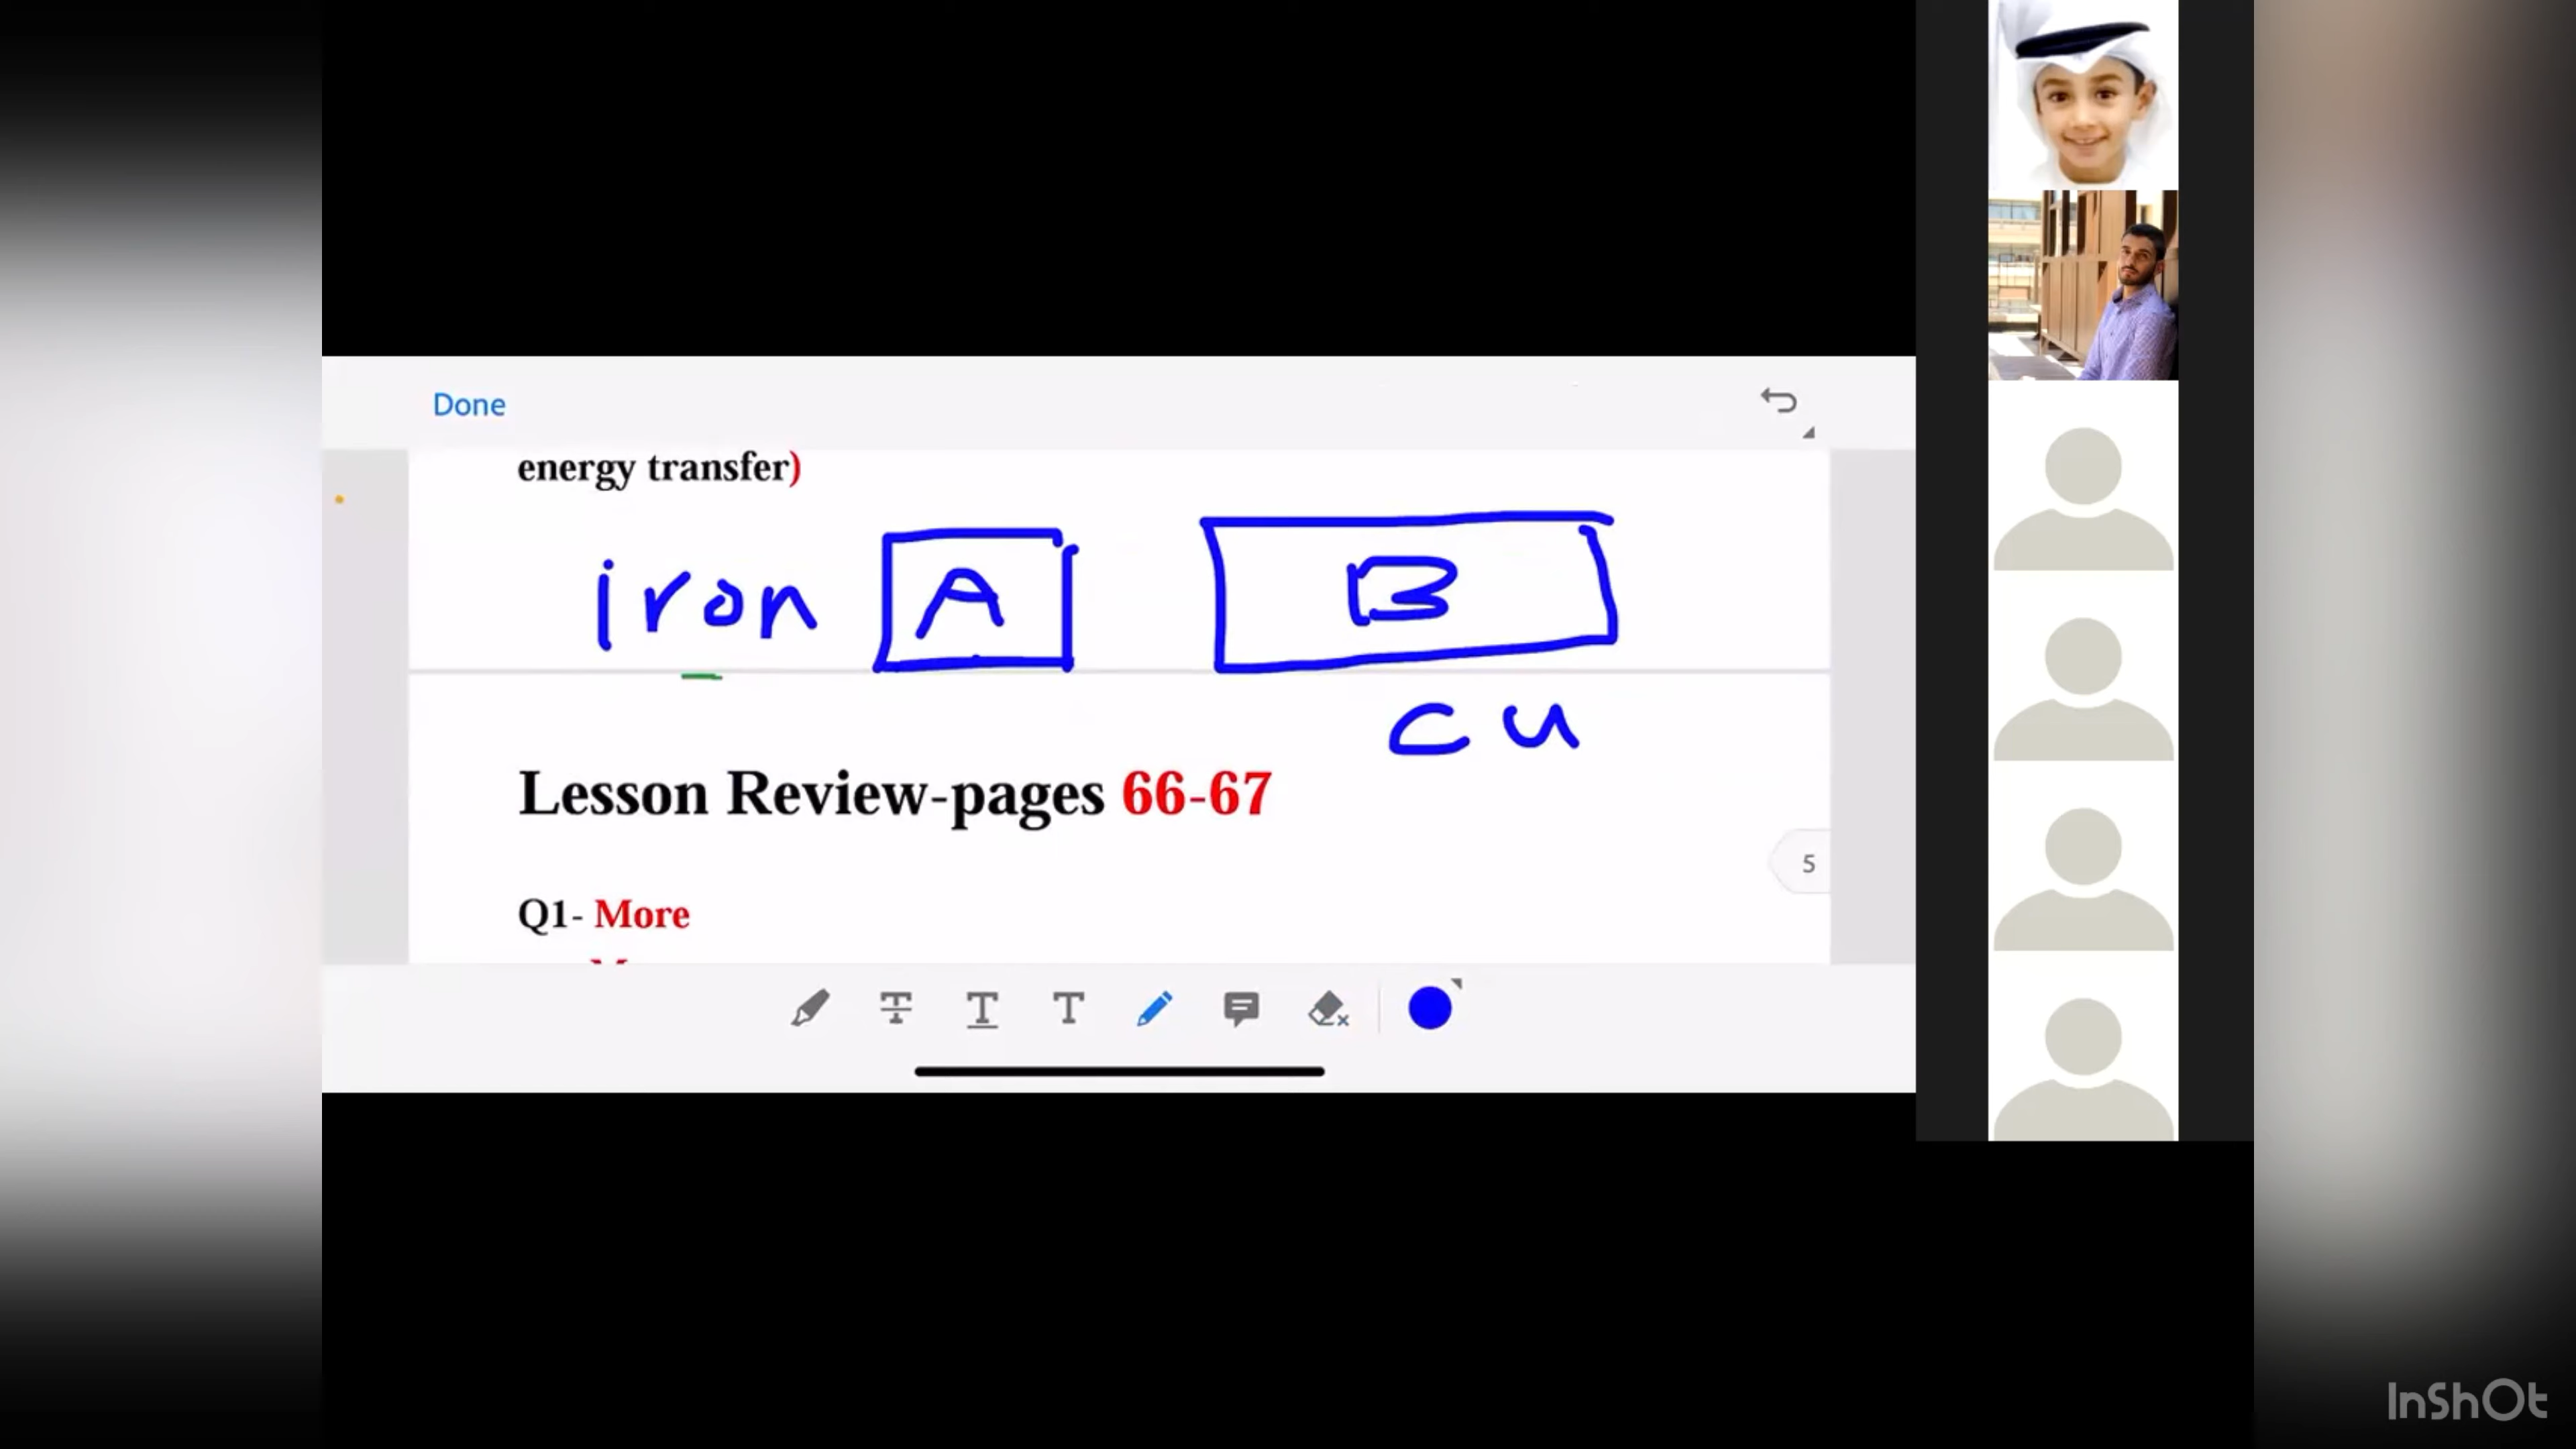 Done
energy transfer)
iron A B
cu
Lesson Review-pages 66-67
5
Q1- More
T T T
InShOt